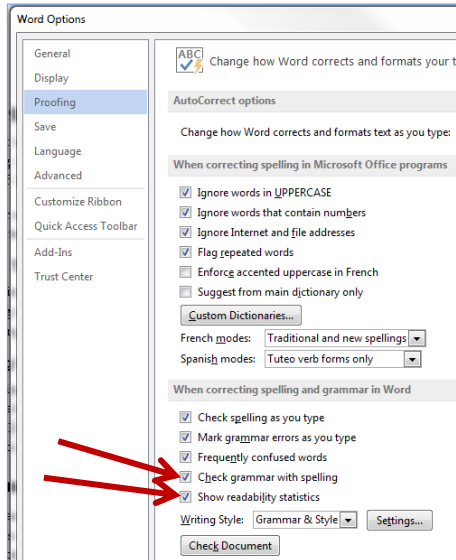 Word Options
General
Display
Proofing
Save
Language
Advanced
Customize Ribbon
Quick Access Toolbar
Add-Ins
Trust Center
ABC
Change how Word corrects and formats your t
AutoCorrect options
Change how Word corrects and formats text as you type:
When correcting spelling in Microsoft Office programs
Ignore words in UPPERCASE
Ignore words that contain numbers
Ignore Internet and file addresses
Flag repeated words
Enforce accented uppercase in French
Suggest from main dictionary only
Custom Dictionaries...
French modes: Traditional and new spellings
Spanish modes: Tuteo verb forms only
When correcting spelling and grammar in Word
Check spelling as you type
Mark grammar errors as you type
Frequently confused words
Check grammar with spelling
Show readability statistics
Writing Style: Grammar & Style Settings...
Check Document